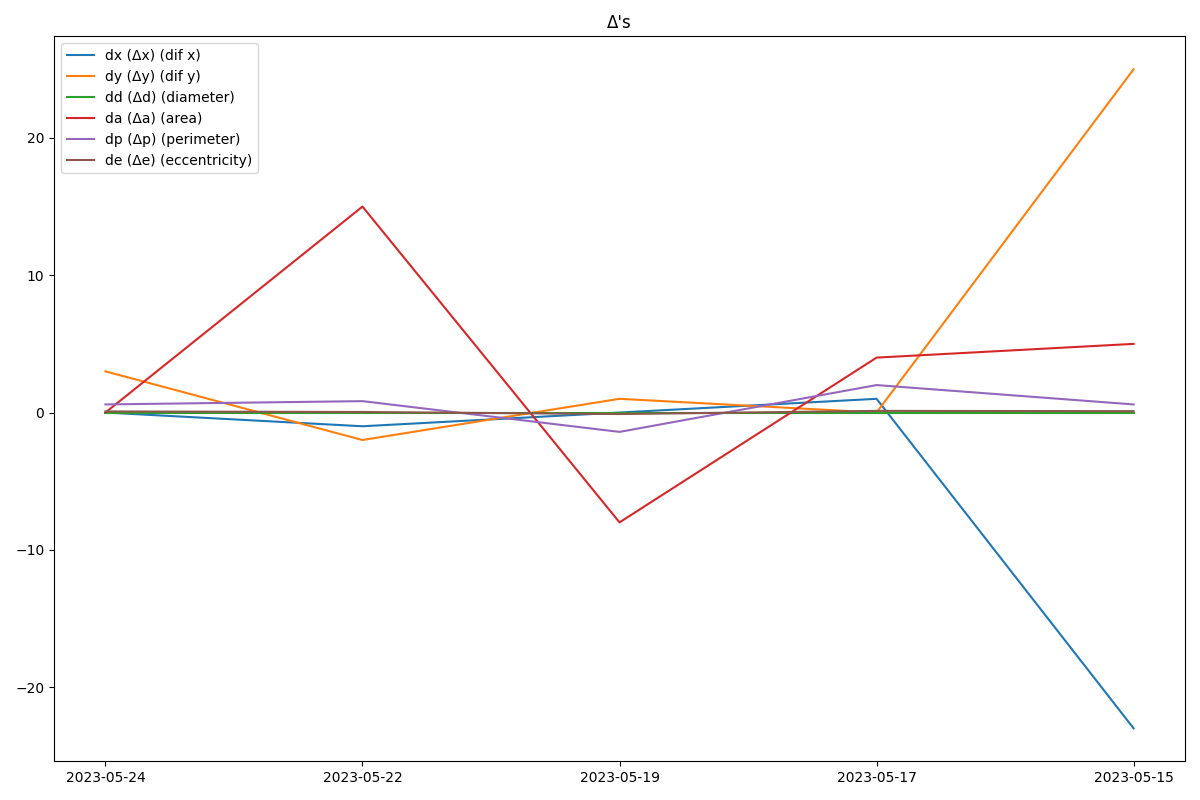 Δ's
dx (Δx) (dif x)
dy (Δy) (dif y)
dd (Δd) (diameter)
da (Δa) (area)
dp (Δp) (perimeter)
de (Δe) (eccentricity)
20
10
0
−10
−20
2023-05-24 2023-05-22 2023-05-19 2023-05-17 2023-05-15